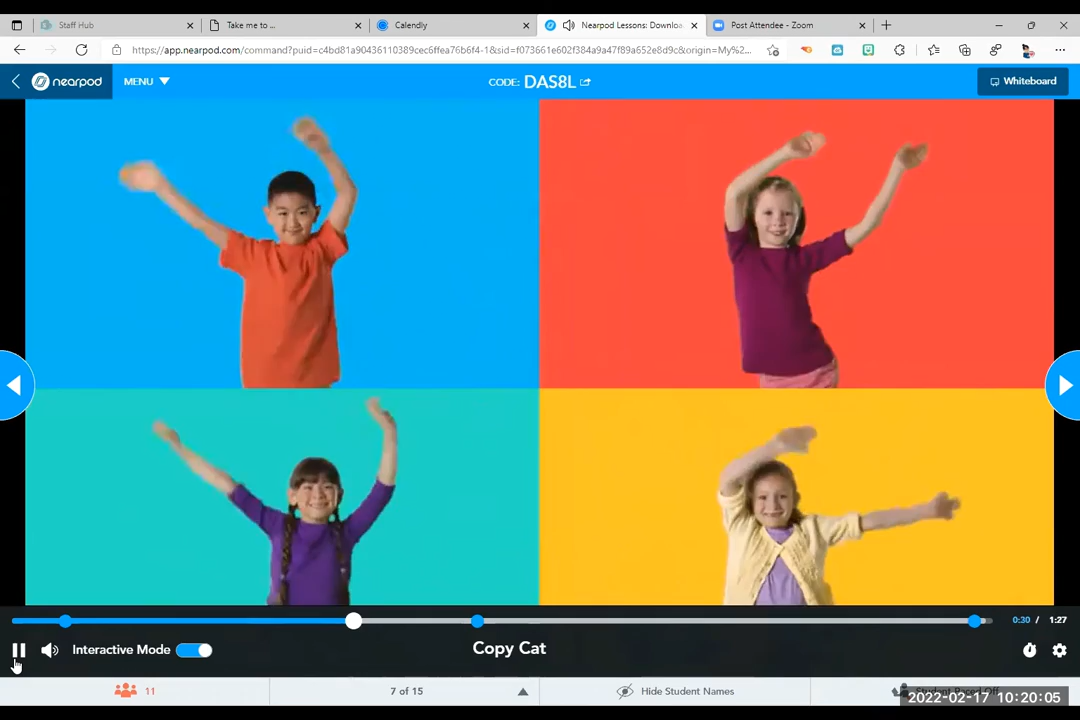 Staff Hub
Take me to ...
Calendly
Nearpod Lessons: Downloa
Post Attendee - Zoom
https://app.nearpod.com/command?puid=c4bd81a90436110389cec6ffea76b6f4-1&sid=f073661e602f384a9a47f89a652e8d9c&origin=My%2...
nearpod
MENU
CODE: DAS8L
Whiteboard
0:30 / 1:27
Interactive Mode
Copy Cat
11
7 of 15
Hide Student Names
2022-02-17 10:20:05